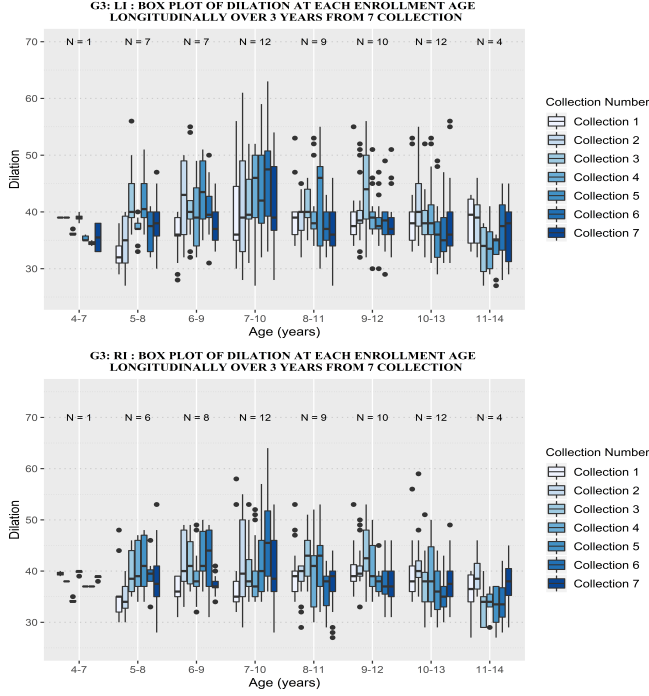 G3: LI : BOX PLOT OF DILATION AT EACH ENROLLMENT AGE
LONGITUDINALLY OVER 3 YEARS FROM 7 COLLECTION
N = 1 N = 7 N = 7 N = 12 N = 9 N = 10 N = 12 N = 4
70
60
50
40
30
Dilation
4-7 5-8 6-9 7-10 8-11 9-12 10-13 11-14
Age (years)
Collection Number
Collection 1
Collection 2
Collection 3
Collection 4
Collection 5
Collection 6
Collection 7
G3: RI : BOX PLOT OF DILATION AT EACH ENROLLMENT AGE
LONGITUDINALLY OVER 3 YEARS FROM 7 COLLECTION
N = 1 N = 6 N = 8 N = 12 N = 9 N = 10 N = 12 N = 4
70
60
50
40
30
Dilation
4-7 5-8 6-9 7-10 8-11 9-12 10-13 11-14
Age (years)
Collection Number
Collection 1
Collection 2
Collection 3
Collection 4
Collection 5
Collection 6
Collection 7